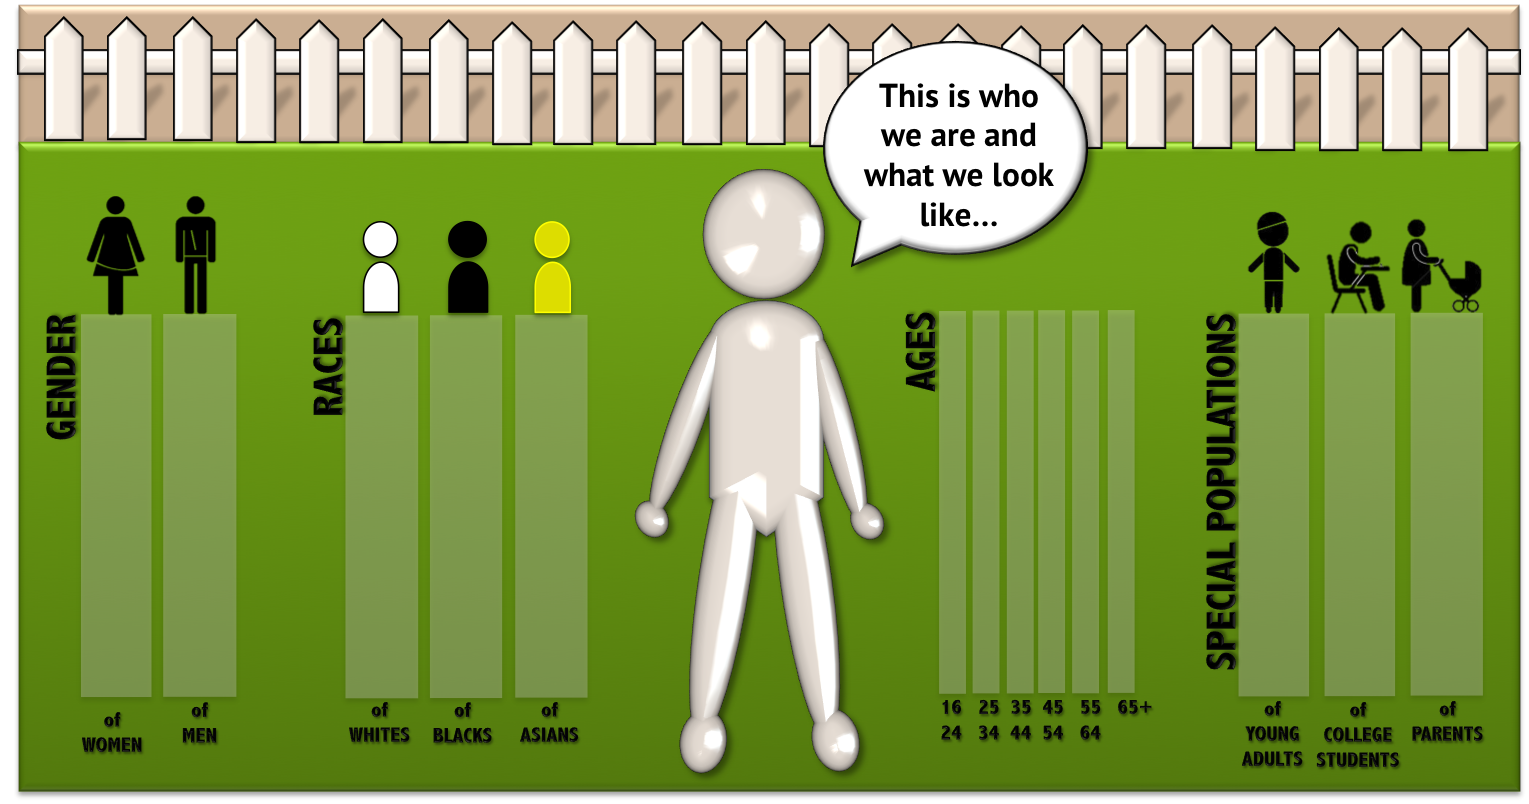 This is who
we are and
what we look
like...
GENDER
of
WOMEN
of
MEN
RACES
of
WHITES
of
BLACKS
of
ASIANS
AGES
16
24
25
34
35
44
45
54
55
64
65+
SPECIAL POPULATIONS
of
YOUNG
ADULTS
of
COLLEGE
STUDENTS
of
PARENTS